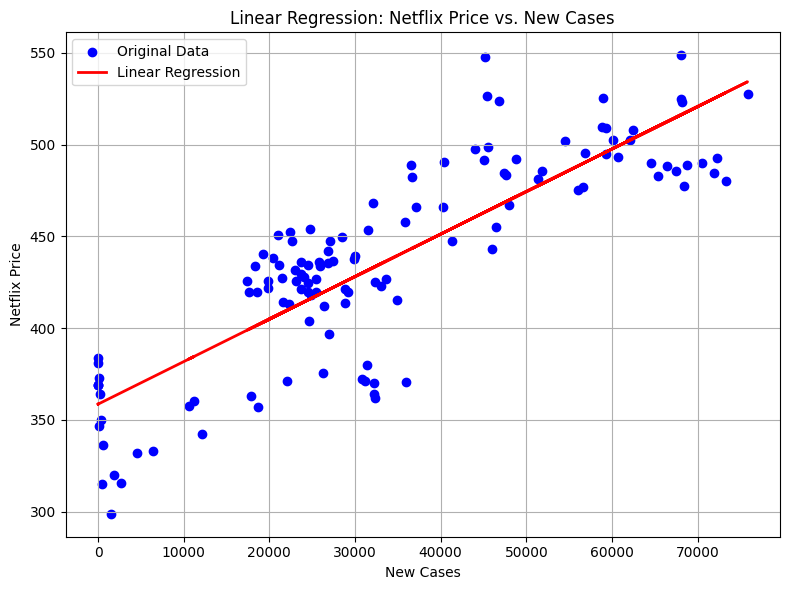 Linear Regression: Netflix Price vs. New Cases
Original Data
Linear Regression
Netflix Price
550
500
450
400
350
300
0 10000 20000 30000 40000 50000 60000 70000
New Cases